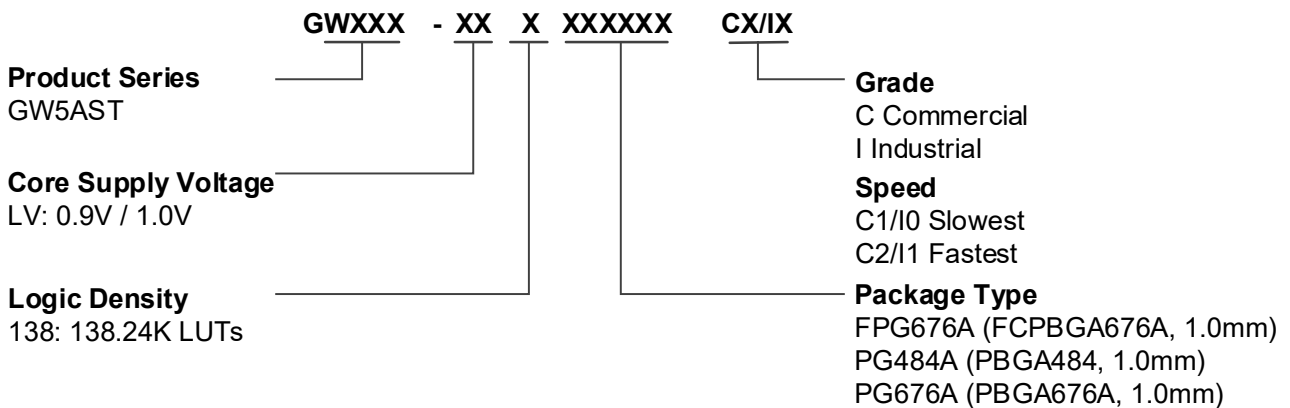 GWXXX - XX X XXXXXX CX/IX
Product Series
GW5AST
Core Supply Voltage
LV: 0.9V / 1.0V
Logic Density
138: 138.24K LUTs
Grade
C Commercial
I Industrial
Speed
C1/I0 Slowest
C2/I1 Fastest
Package Type
FPG676A (FCPBGA676A, 1.0mm)
PG484A (PBGA484, 1.0mm)
PG676A (PBGA676A, 1.0mm)